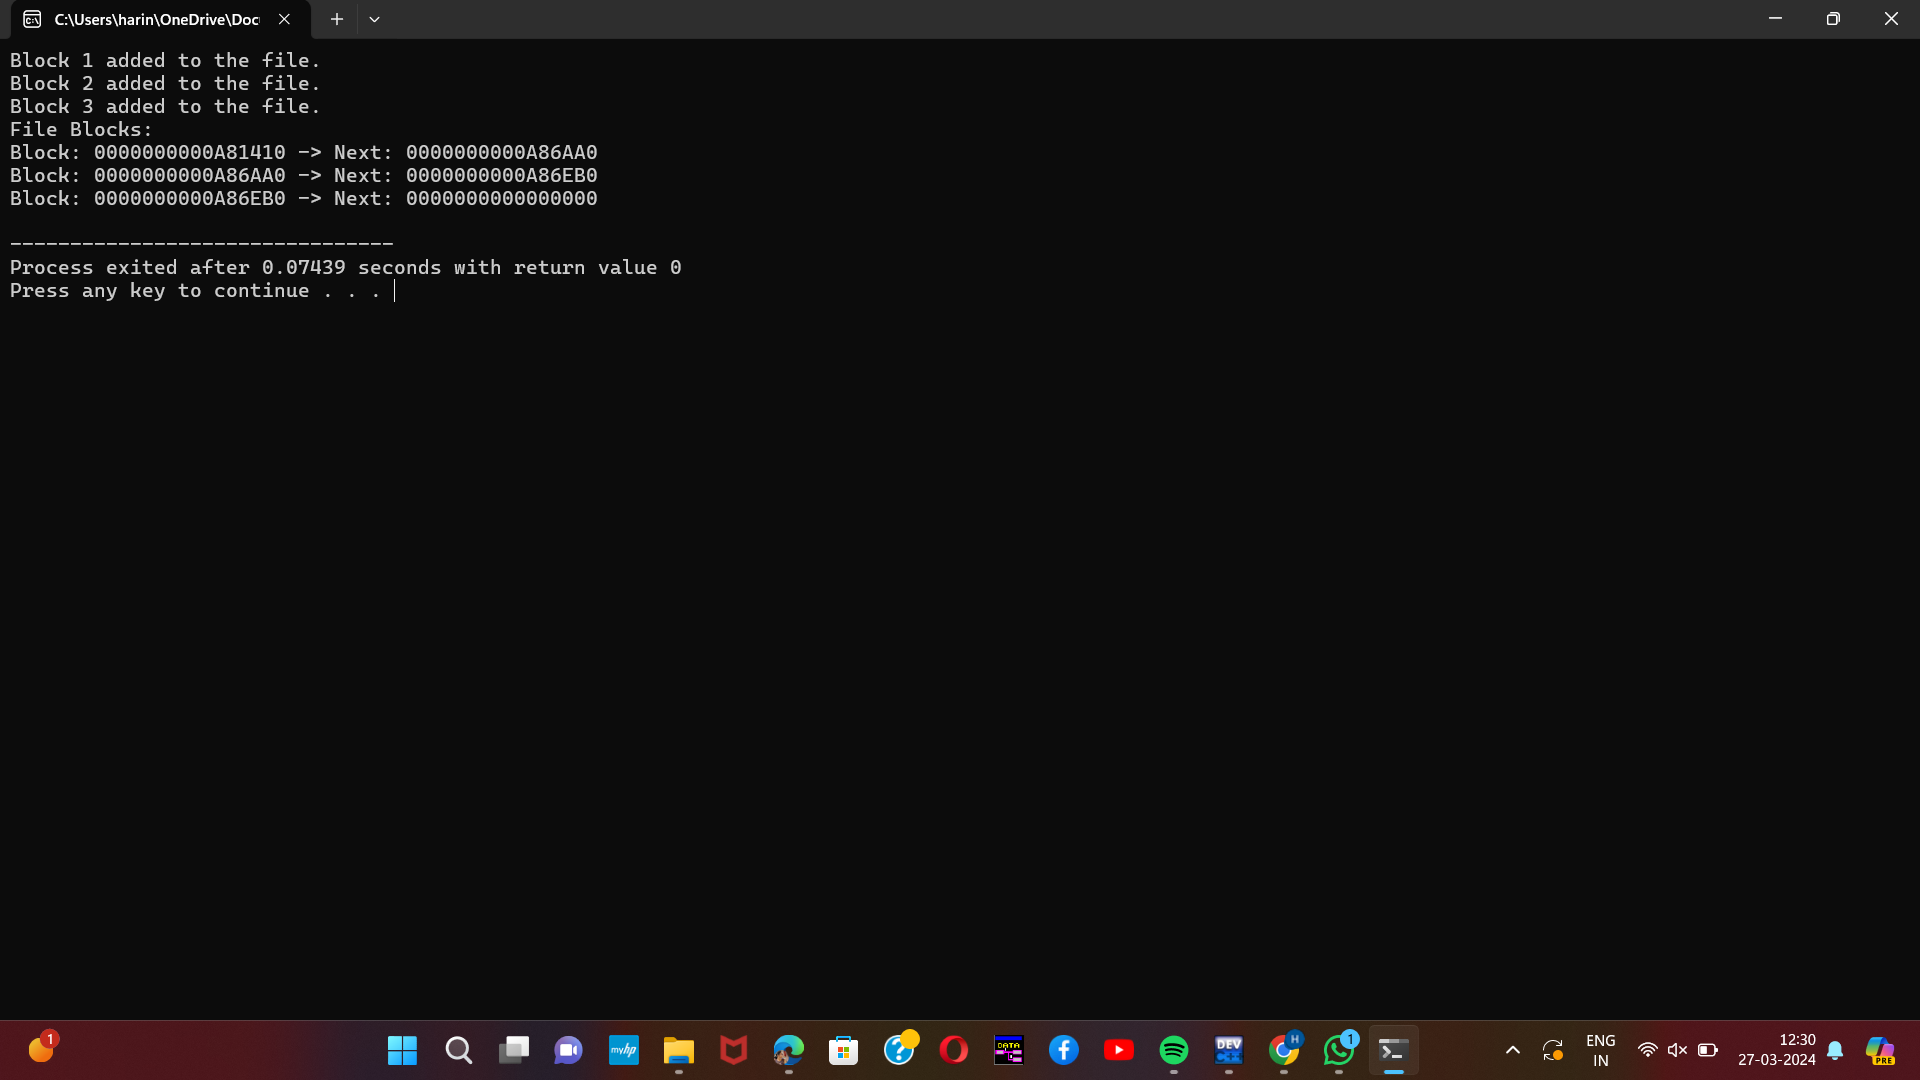 C:\Users\harin\OneDrive\Doc
Block 1 added to the file.
Block 2 added to the file.
Block 3 added to the file.
File Blocks:
Block: 0000000000A81410 -> Next: 0000000000A86AA0
Block: 0000000000A86AA0 -> Next: 0000000000A86EB0
Block: 0000000000A86EB0 -> Next: 0000000000000000
--------------------------------
Process exited after 0.07439 seconds with return value 0
Press any key to continue . . .
1
myhp
DATA
DEV
C++
H
1
ENG
IN
12:30
27-03-2024
PRE